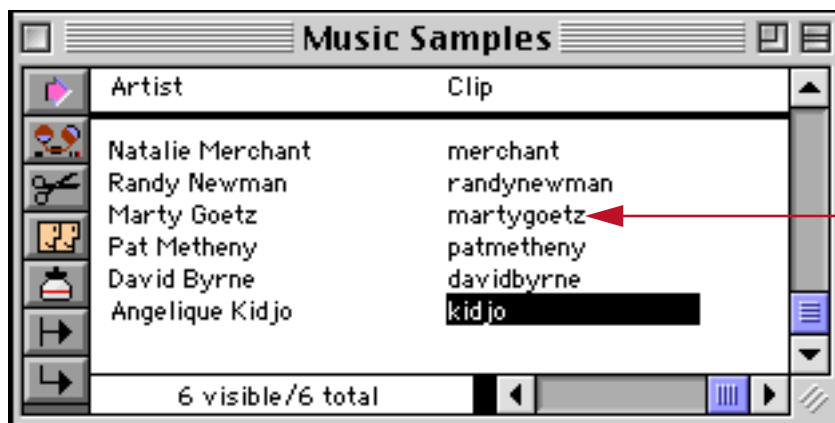 Music Samples
Artist Clip
Natalie Merchant merchant
Randy Newman randynewman
Marty Goetz martygoetz
Pat Metheny patmetheny
David Byrne davidbyrne
Angelique Kidjo kidjo
6 visible/6 total